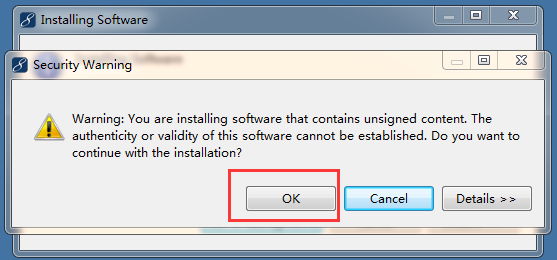 Installing Software
Security Warning
Warning: You are installing software that contains unsigned content. The
authenticity or validity of this software cannot be established. Do you want to
continue with the installation?
OK
Cancel
Details >>